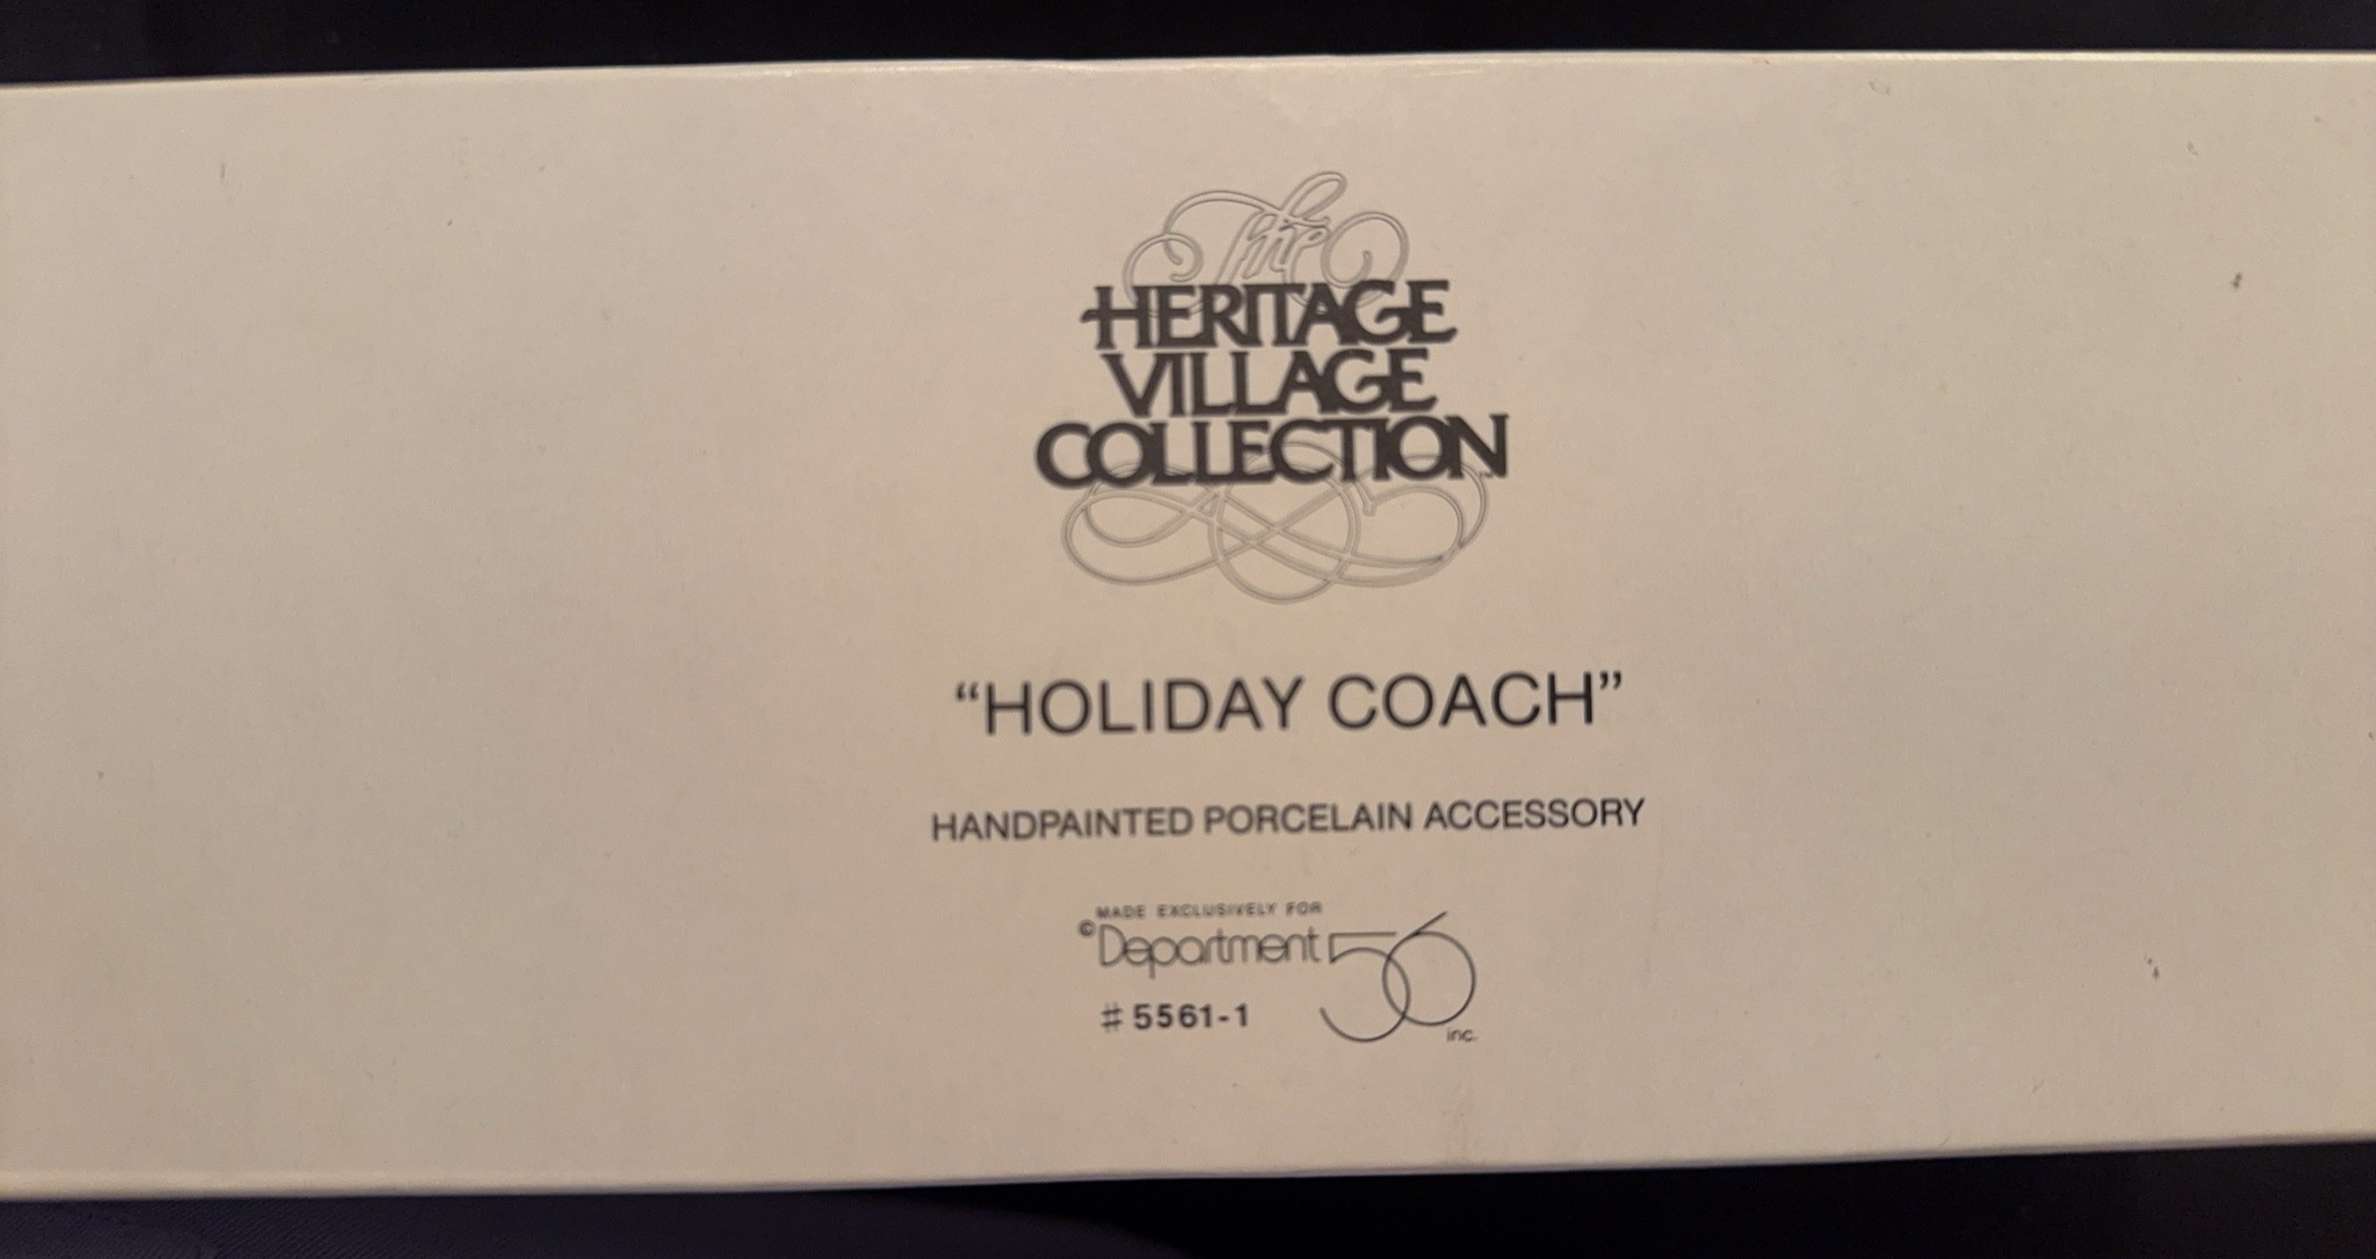 The
HERITAGE
VILLAGE
COLLECTION
“HOLIDAY COACH”
HANDPAINTED PORCELAIN ACCESSORY
MADE EXCLUSIVELY FOR
©Department 56
# 5561-1
inc.